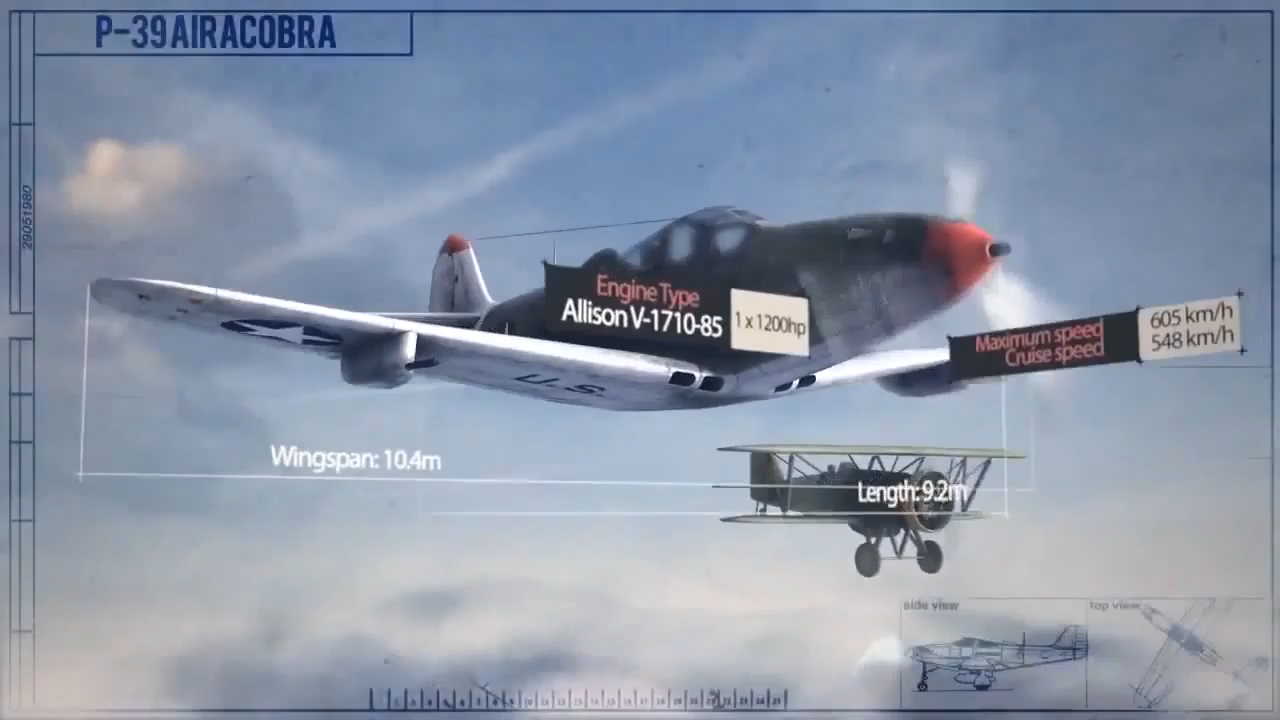 P-39 AIRACOBRA
29051980
Engine Type
Allison V-1710-85
1 x 1200hp
Maximum speed
Cruise speed
605 km/h
548 km/h
U.S.
Wingspan: 10.4m
Length: 9.2m
side view
top view